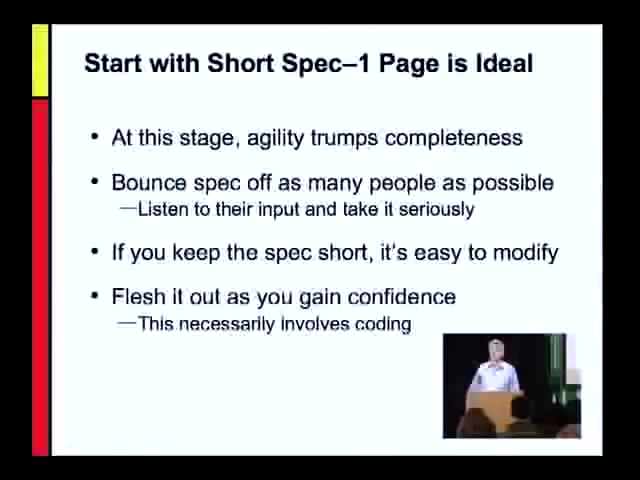 Start with Short Spec–1 Page is Ideal
• At this stage, agility trumps completeness
• Bounce spec off as many people as possible
—Listen to their input and take it seriously
• If you keep the spec short, it's easy to modify
• Flesh it out as you gain confidence
—This necessarily involves coding